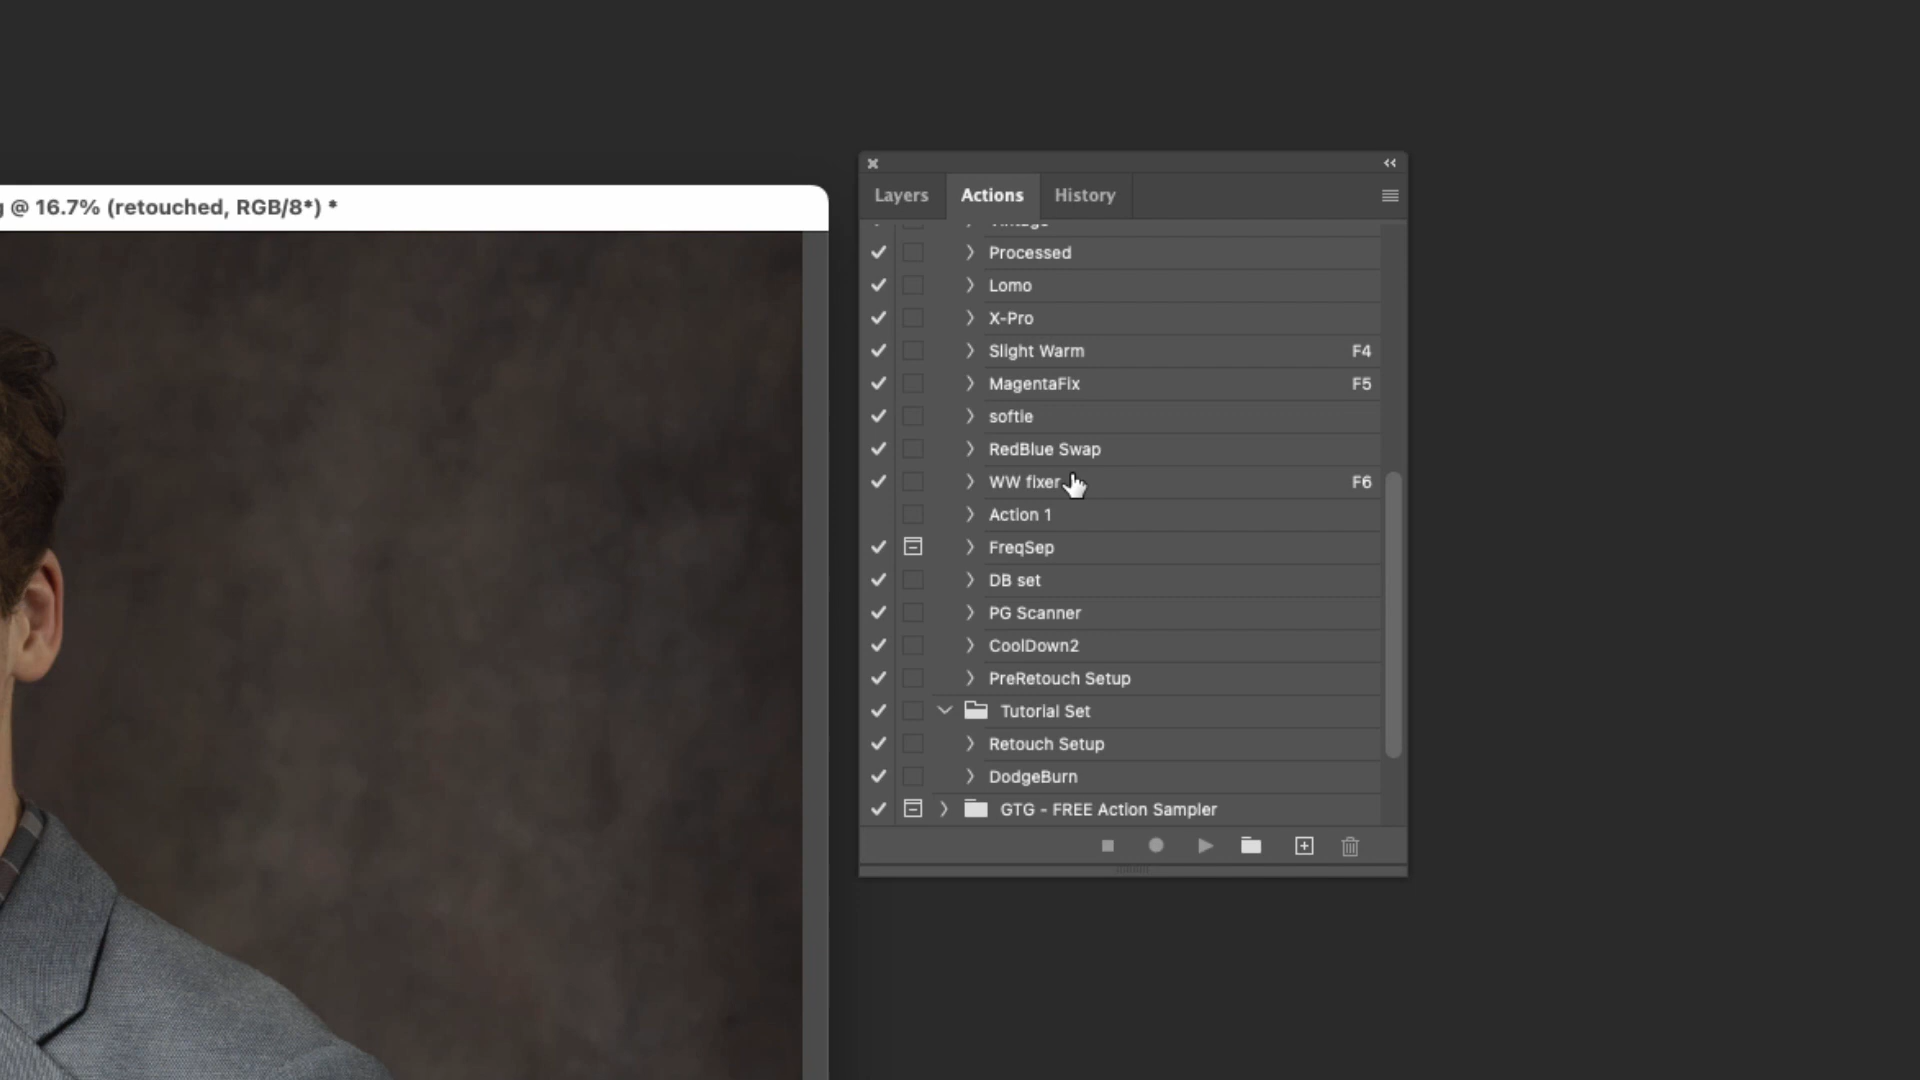 @ 16.7% (retouched, RGB/8*) *
Layers
Actions
History
Processed
Lomo
X-Pro
Slight Warm F4
MagentaFix F5
softie
RedBlue Swap
WW fixer F6
Action 1
FreqSep
DB set
PG Scanner
CoolDown2
PreRetouch Setup
Tutorial Set
Retouch Setup
DodgeBurn
GTG - FREE Action Sampler